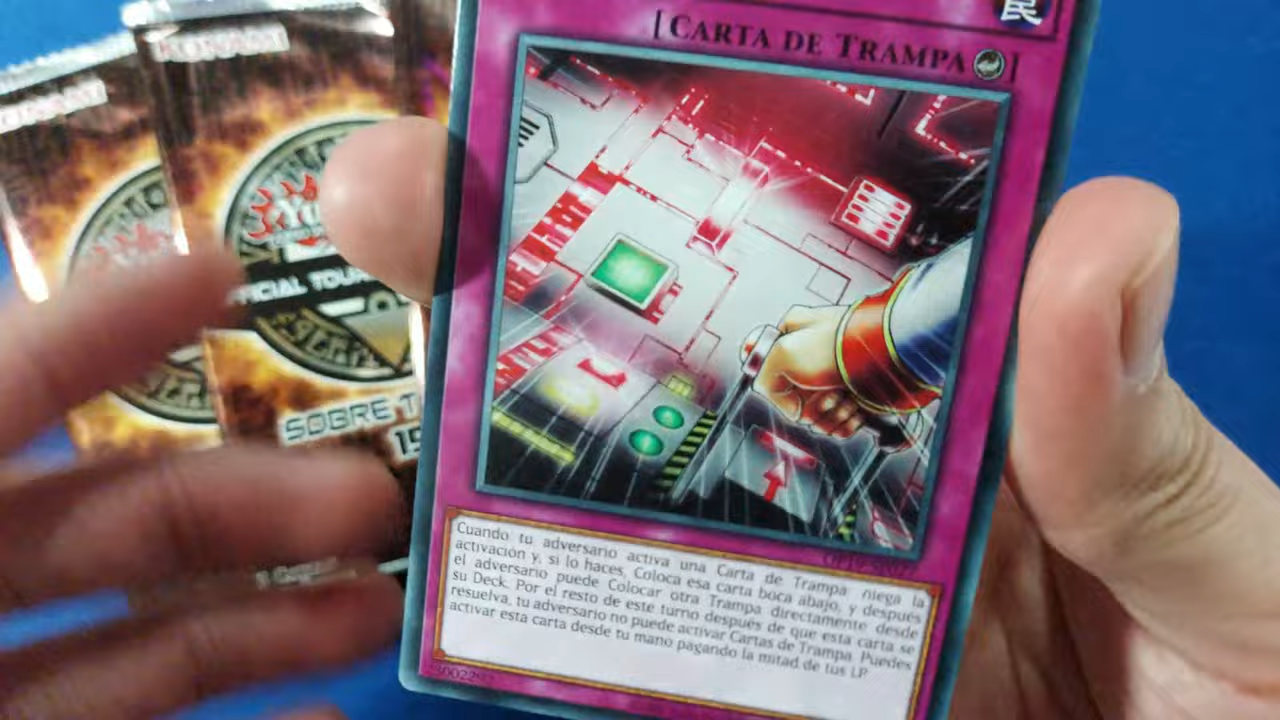 KONAMI
KONAMI
[CARTA DE TRAMPA ]
SOBRE T
Cuando tu adversario activa una Carta de Trampa: niega la
activación y, si lo haces, Coloca esa carta boca abajo, y después
el adversario puede Colocar otra Trampa directamente desde
su Deck. Por el resto de este turno después de que esta carta se
resuelva, tu adversario no puede activar Cartas de Trampa. Puedes
activar esta carta desde tu mano pagando la mitad de tus LP.